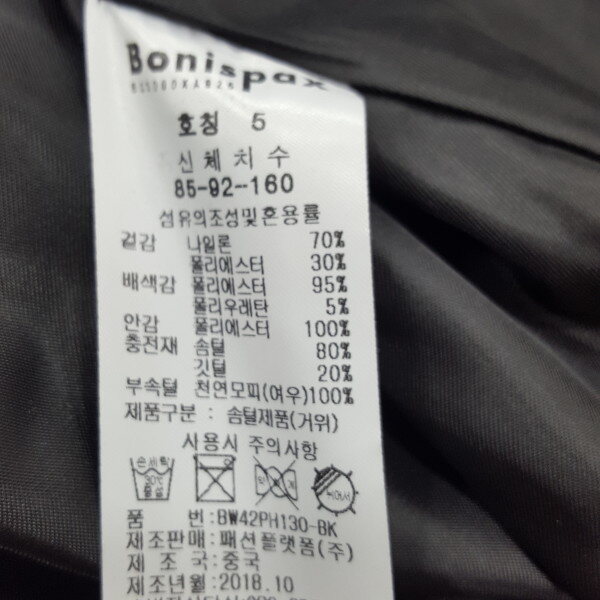 Bonispax
호칭 5
신체치수
85-92-160
섬유의조성및혼용률
겉감 나일론 70%
폴리에스터 30%
배색감 폴리에스터 95%
폴리우레탄 5%
안감 폴리에스터 100%
충전재 솜털 80%
깃털 20%
부속털 천연모피(여우)100%
제품구분 : 솜털제품(거위)
사용시 주의사항
손세탁
30℃
품 번:BW42PH130-BK
제조판매:패션플랫폼(주)
제 조 국:중국
제조년월:2018.10